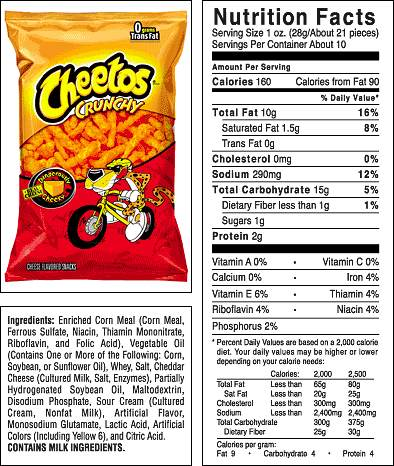 0 grams
Trans Fat
Cheetos
CRUNCHY
Dangerously
Cheesy
CHEESE FLAVORED SNACKS
Ingredients: Enriched Corn Meal (Corn Meal,
Ferrous Sulfate, Niacin, Thiamin Mononitrate,
Riboflavin, and Folic Acid), Vegetable Oil
(Contains One or More of the Following: Corn,
Soybean, or Sunflower Oil), Whey, Salt, Cheddar
Cheese (Cultured Milk, Salt, Enzymes), Partially
Hydrogenated Soybean Oil, Maltodextrin,
Disodium Phosphate, Sour Cream (Cultured
Cream, Nonfat Milk), Artificial Flavor,
Monosodium Glutamate, Lactic Acid, Artificial
Colors (Including Yellow 6), and Citric Acid.
CONTAINS MILK INGREDIENTS.
Nutrition Facts
Serving Size 1 oz. (28g/About 21 pieces)
Servings Per Container About 10
Amount Per Serving
Calories 160 Calories from Fat 90
% Daily Value*
Total Fat 10g 16%
Saturated Fat 1.5g 8%
Trans Fat 0g
Cholesterol 0mg 0%
Sodium 290mg 12%
Total Carbohydrate 15g 5%
Dietary Fiber less than 1g 1%
Sugars 1g
Protein 2g
Vitamin A 0% • Vitamin C 0%
Calcium 0% • Iron 4%
Vitamin E 6% • Thiamin 4%
Riboflavin 4% • Niacin 4%
Phosphorus 2%
* Percent Daily Values are based on a 2,000 calorie
diet. Your daily values may be higher or lower
depending on your calorie needs:
Calories: 2,000 2,500
Total Fat Less than 65g 80g
Sat Fat Less than 20g 25g
Cholesterol Less than 300mg 300mg
Sodium Less than 2,400mg 2,400mg
Total Carbohydrate 300g 375g
Dietary Fiber 25g 30g
Calories per gram:
Fat 9 • Carbohydrate 4 • Protein 4